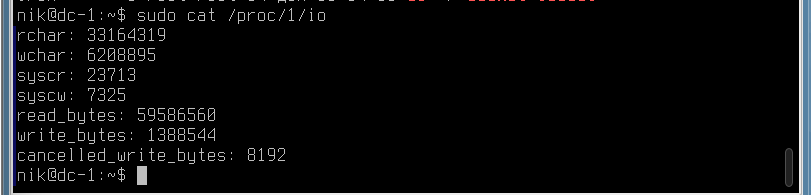 nik@dc-1:~$ sudo cat /proc/1/io
rchar: 33164319
wchar: 6208895
syscr: 23713
syscw: 7325
read_bytes: 59586560
write_bytes: 1388544
cancelled_write_bytes: 8192
nik@dc-1:~$